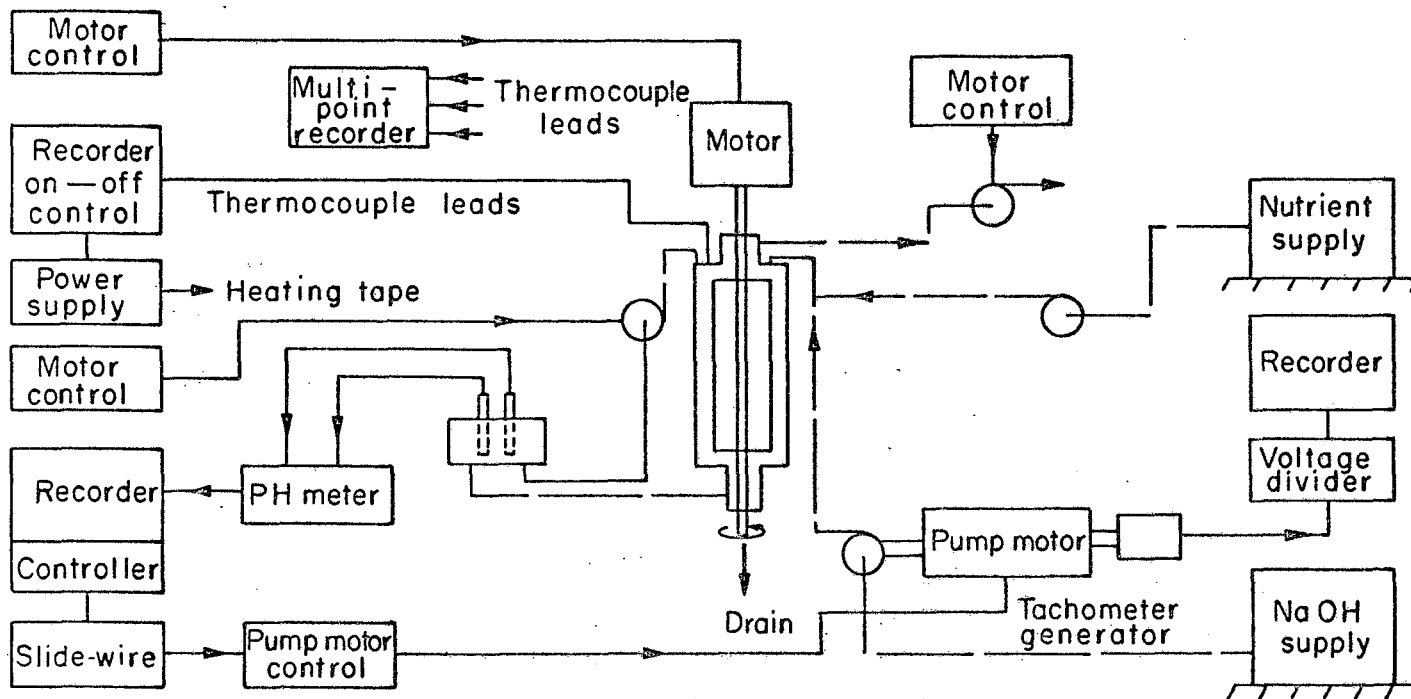 Motor
control
Multi-
point
recorder
Thermocouple
leads
Motor
Motor
control
Recorder
on — off
control
Thermocouple leads
Nutrient
supply
Power
supply
Heating tape
Motor
control
Recorder
Voltage
divider
Recorder
PH meter
Pump motor
Controller
Drain
Tachometer
generator
NaOH
supply
Slide-wire
Pump motor
control